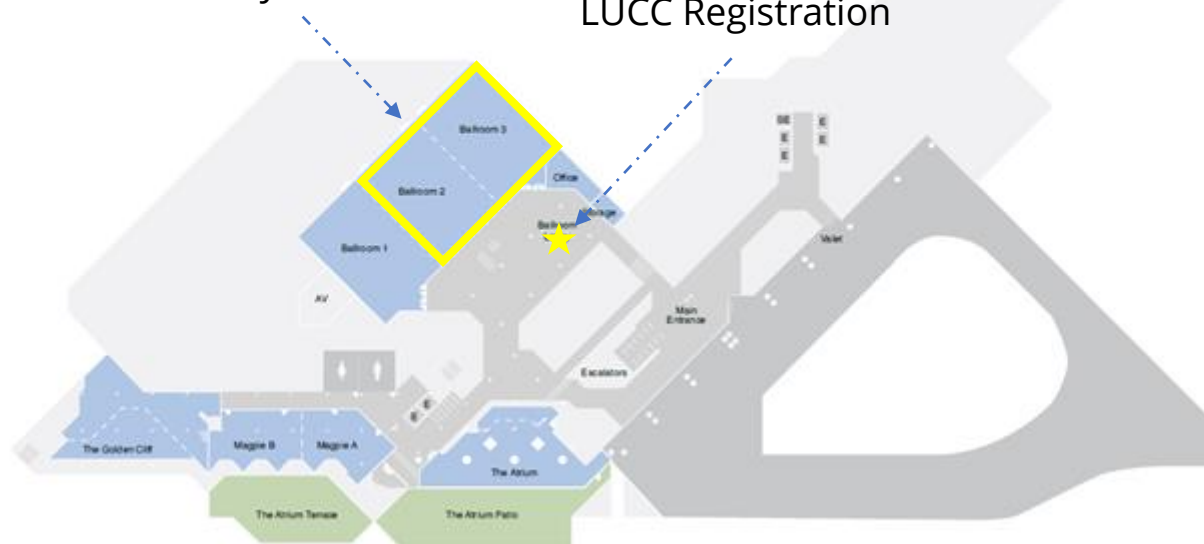 LUCC Registration
Ballroom 3
Office
Ballroom 2
Ballroom
Ballroom 1
Valet
AV
Main
Entrance
Escalators
The Golden Cliff
Magpie B
Magpie A
The Atrium
The Atrium Terrace
The Atrium Patio